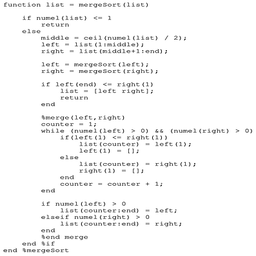 function list = mergeSort(list)
if numel(list) <= 1
return
else
middle = ceil(numel(list) / 2);
left = list(1:middle);
right = list(middle+1:end);
left = mergeSort(left);
right = mergeSort(right);
if left(end) <= right(1)
list = [left right];
return
end
%merge(left,right)
counter = 1;
while (numel(left) > 0) && (numel(right) > 0)
if(left(1) <= right(1))
list(counter) = left(1);
left(1) = [];
else
list(counter) = right(1);
right(1) = [];
end
counter = counter + 1;
end
if numel(left) > 0
list(counter:end) = left;
elseif numel(right) > 0
list(counter:end) = right;
end
%end merge
end %if
end %mergeSort